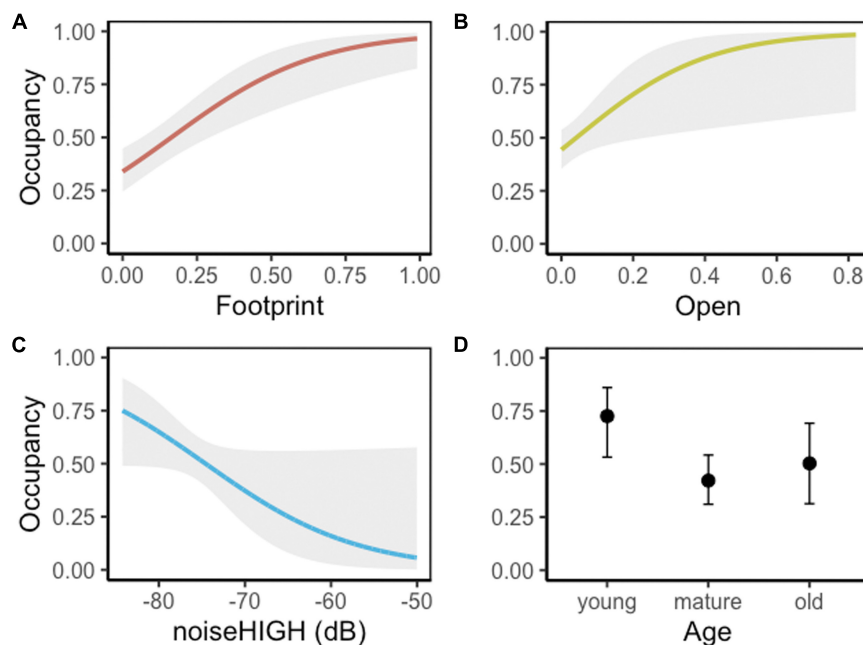 A
1.00
0.75
0.50
0.25
0.00
Occupancy
0.00 0.25 0.50 0.75 1.00
Footprint
B
1.00
0.75
0.50
0.25
0.00
0.0 0.2 0.4 0.6 0.8
Open
C
1.00
0.75
0.50
0.25
0.00
Occupancy
-80 -70 -60 -50
noiseHIGH (dB)
D
1.00
0.75
0.50
0.25
0.00
young mature old
Age